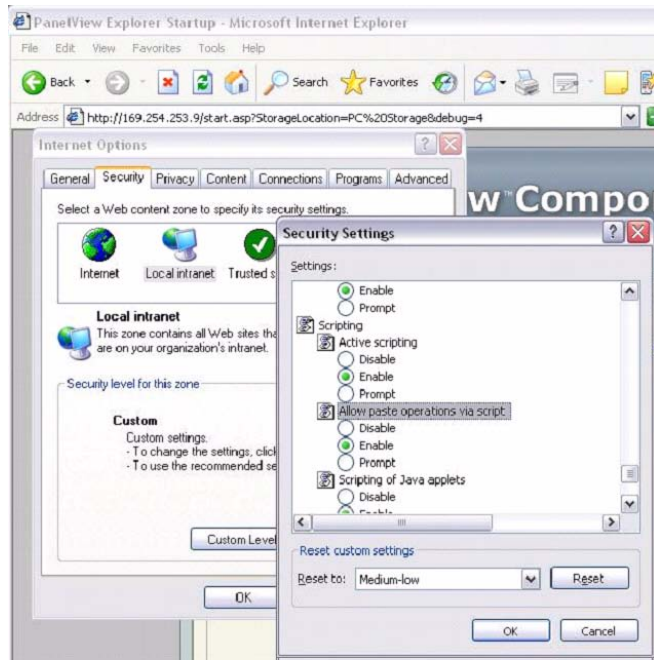 PanelView Explorer Startup - Microsoft Internet Explorer
File Edit View Favorites Tools Help
Back Search Favorites
Address http://169.254.253.9/start.asp?StorageLocation=PC%20Storage&debug=4
Internet Options
General Security Privacy Content Connections Programs Advanced
Select a Web content zone to specify its security settings.
Internet Local intranet Trusted s
Local intranet
This zone contains all Web sites tha
are on your organization's intranet.
Security level for this zone
Custom
Custom settings.
- To change the settings, click
- To use the recommended se
Custom Level
OK
w™Compo
Security Settings
Settings:
Enable
Prompt
Scripting
Active scripting
Disable
Enable
Prompt
Allow paste operations via script
Disable
Enable
Prompt
Scripting of Java applets
Disable
Enable
Reset custom settings
Reset to: Medium-low Reset
OK Cancel